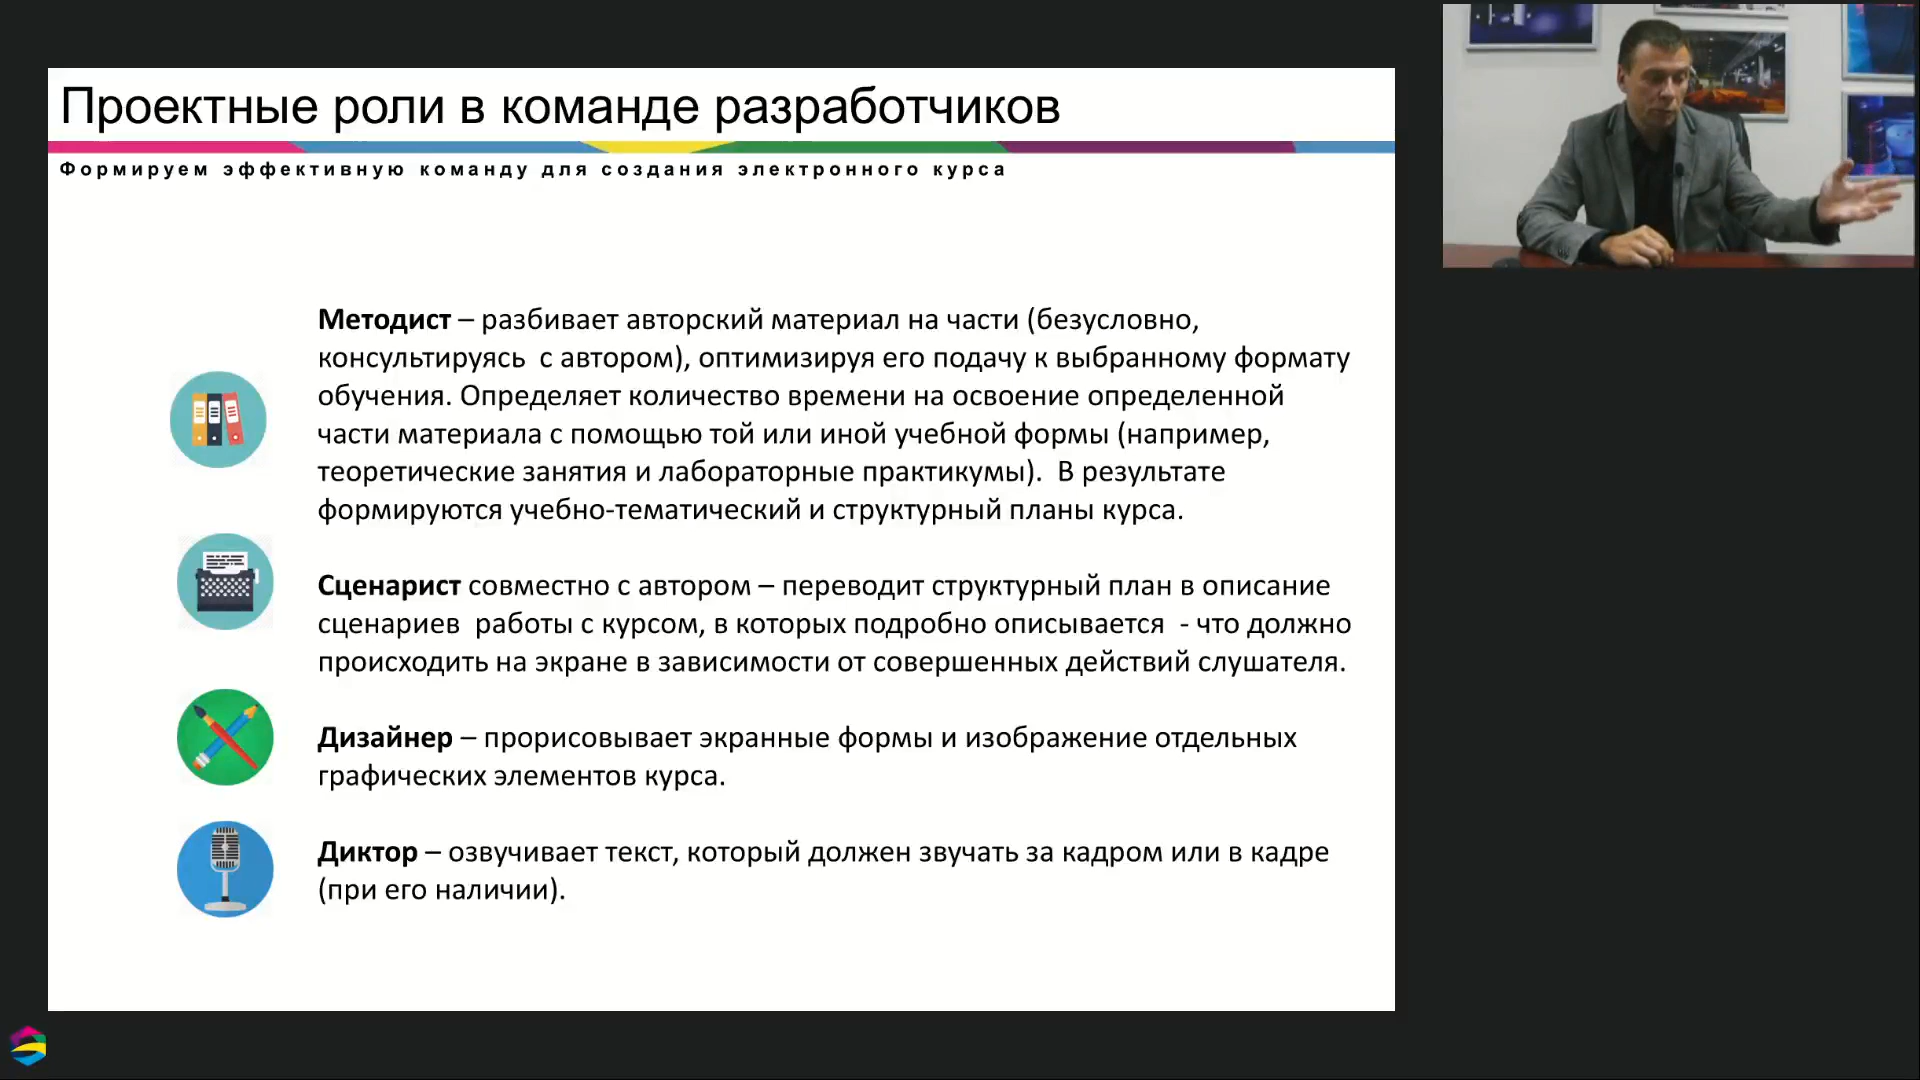 Проектные роли в команде разработчиков
Формируем эффективную команду для создания электронного курса
Методист – разбивает авторский материал на части (безусловно,
консультируясь  с автором), оптимизируя его подачу к выбранному формату
обучения. Определяет количество времени на освоение определенной
части материала с помощью той или иной учебной формы (например,
теоретические занятия и лабораторные практикумы).  В результате
формируются учебно-тематический и структурный планы курса.
Сценарист совместно с автором – переводит структурный план в описание
сценариев  работы с курсом, в которых подробно описывается  - что должно
происходить на экране в зависимости от совершенных действий слушателя.
Дизайнер – прорисовывает экранные формы и изображение отдельных
графических элементов курса.
Диктор – озвучивает текст, который должен звучать за кадром или в кадре
(при его наличии).